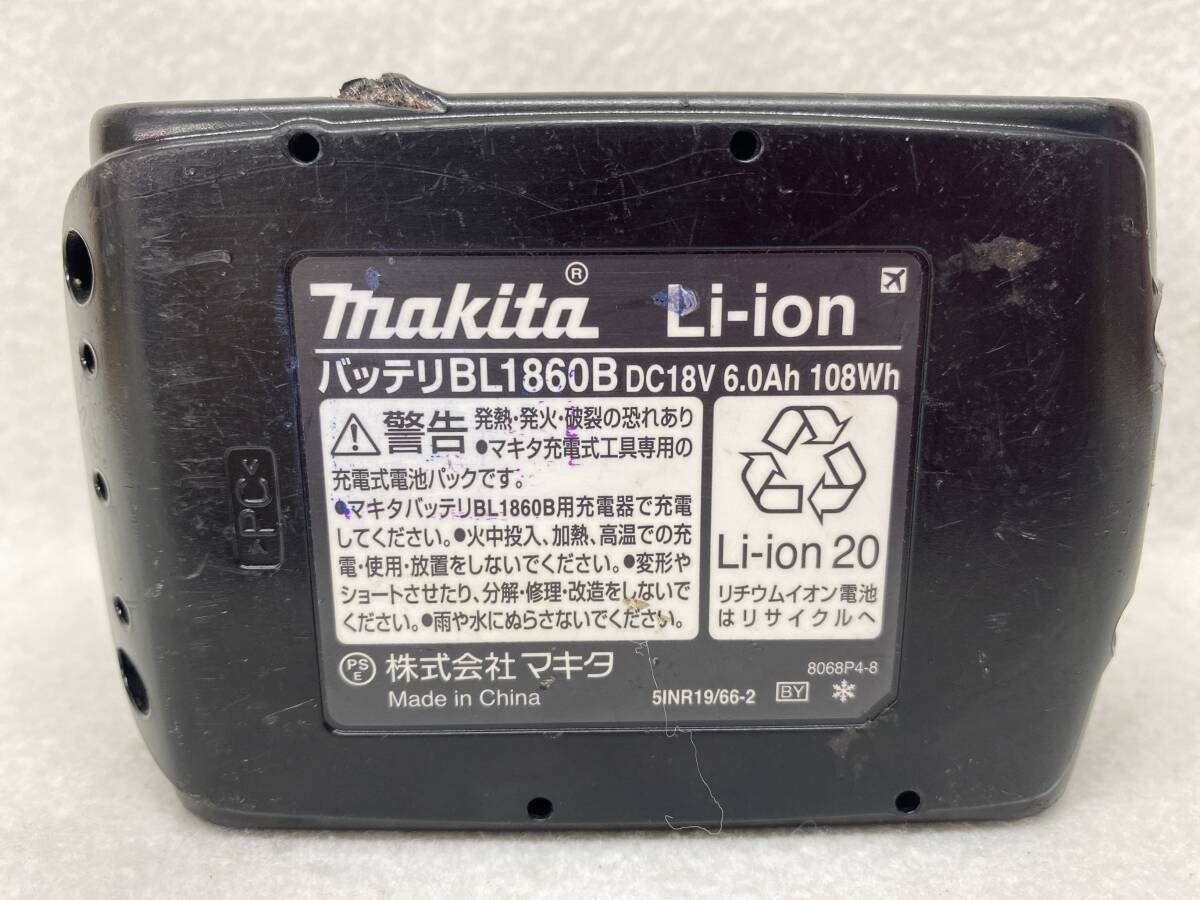 Makita® Li-ion
バッテリBL1860B DC18V 6.0Ah 108Wh
警告 発熱・発火・破裂の恐れあり
●マキタ充電式工具専用の
充電式電池パックです。
●マキタバッテリBL1860B用充電器で充電
してください。●火中投入、加熱、高温での充
電・使用・放置をしないでください。●変形や
ショートさせたり、分解・修理・改造をしないで
ください。●雨や水にぬらさないでください。
Li-ion 20
リチウムイオン電池
はリサイクルへ
PSE 株式会社マキタ
Made in China
8068P4-8
5INR19/66-2 BY
>PC<